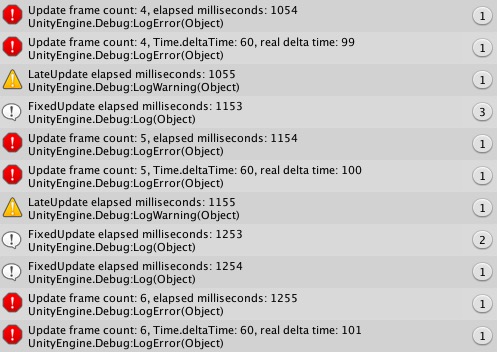 Update frame count: 4, elapsed milliseconds: 1054
UnityEngine.Debug:LogError(Object)
1
Update frame count: 4, Time.deltaTime: 60, real delta time: 99
UnityEngine.Debug:LogError(Object)
1
LateUpdate elapsed milliseconds: 1055
UnityEngine.Debug:LogWarning(Object)
1
FixedUpdate elapsed milliseconds: 1153
UnityEngine.Debug:Log(Object)
3
Update frame count: 5, elapsed milliseconds: 1154
UnityEngine.Debug:LogError(Object)
1
Update frame count: 5, Time.deltaTime: 60, real delta time: 100
UnityEngine.Debug:LogError(Object)
1
LateUpdate elapsed milliseconds: 1155
UnityEngine.Debug:LogWarning(Object)
1
FixedUpdate elapsed milliseconds: 1253
UnityEngine.Debug:Log(Object)
2
FixedUpdate elapsed milliseconds: 1254
UnityEngine.Debug:Log(Object)
1
Update frame count: 6, elapsed milliseconds: 1255
UnityEngine.Debug:LogError(Object)
1
Update frame count: 6, Time.deltaTime: 60, real delta time: 101
UnityEngine.Debug:LogError(Object)
1